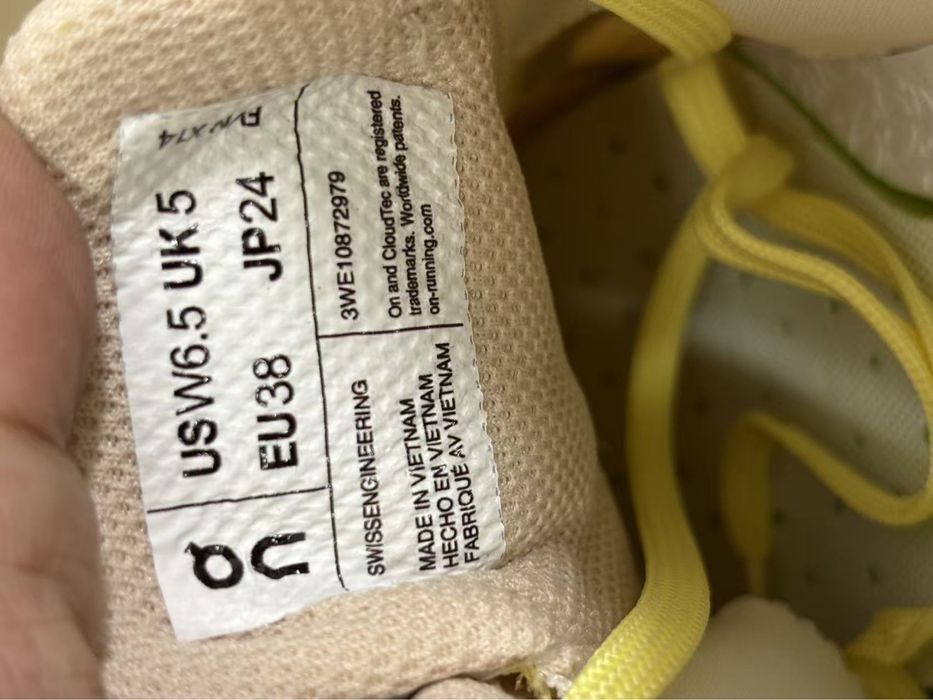 On
USW6.5 UK 5
EU38 JP24
SWISSENGINEERING
MADE IN VIETNAM
HECHO EN VIETNAM
FABRIQUÉ AV VIETNAM
3WE10872979
On and CloudTec are registered
trademarks. Worldwide patents.
on-running.com